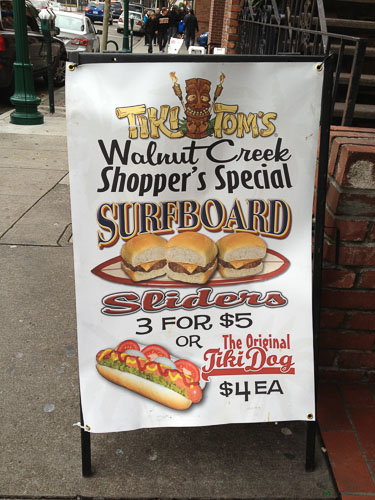 TIKI TOM'S
Walnut Creek
Shopper's Special
SURFBOARD
Sliders
3 FOR $5
OR The Original
Tiki Dog
$4 EA